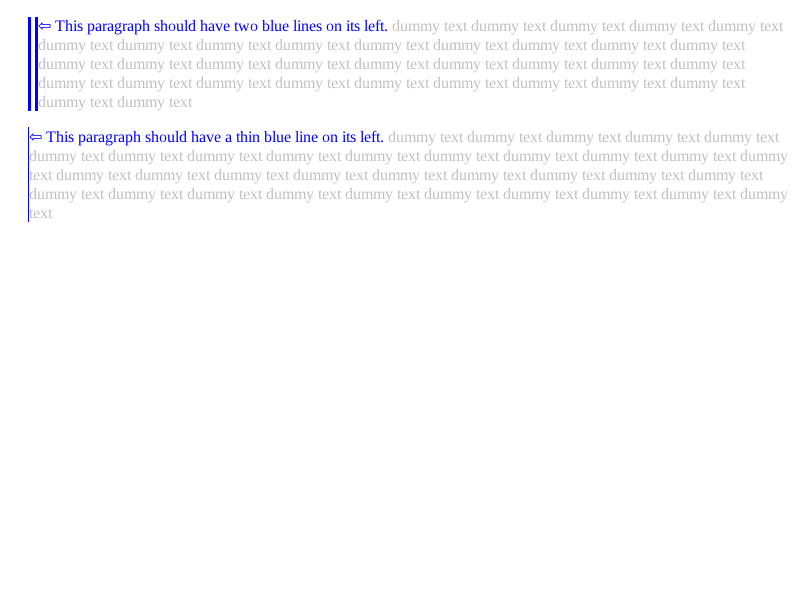 ⇦ This paragraph should have two blue lines on its left. dummy text dummy text dummy text dummy text dummy text
dummy text dummy text dummy text dummy text dummy text dummy text dummy text dummy text dummy text
dummy text dummy text dummy text dummy text dummy text dummy text dummy text dummy text dummy text
dummy text dummy text dummy text dummy text dummy text dummy text dummy text dummy text dummy text
dummy text dummy text
⇦ This paragraph should have a thin blue line on its left. dummy text dummy text dummy text dummy text dummy text
dummy text dummy text dummy text dummy text dummy text dummy text dummy text dummy text dummy text dummy
text dummy text dummy text dummy text dummy text dummy text dummy text dummy text dummy text dummy text
dummy text dummy text dummy text dummy text dummy text dummy text dummy text dummy text dummy text dummy
text